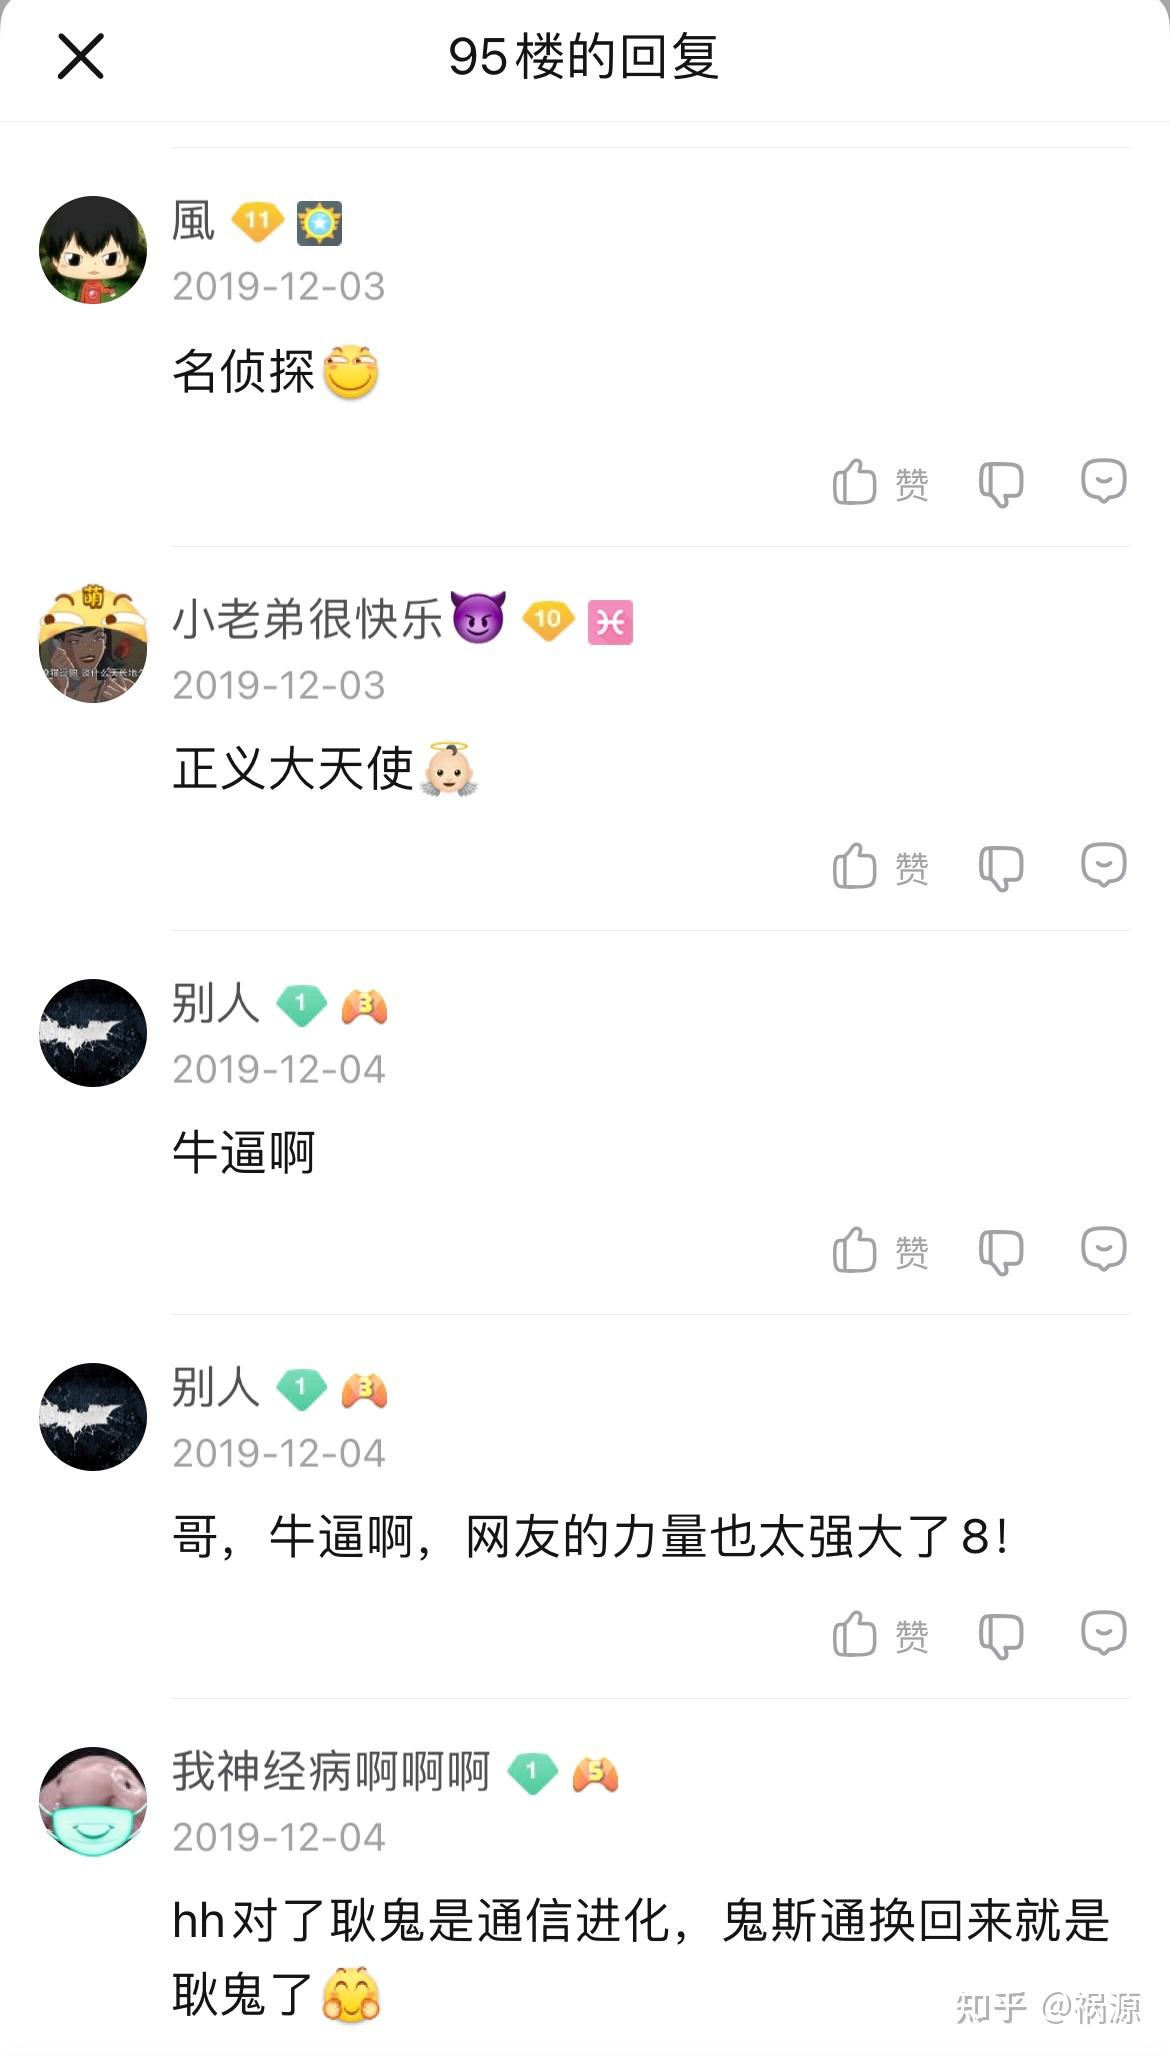 95楼的回复
風 11
2019-12-03
名侦探
赞
萌
小老弟很快乐 10
2019-12-03
正义大天使
赞
别人 1 3
2019-12-04
牛逼啊
赞
别人 1 3
2019-12-04
哥，牛逼啊，网友的力量也太强大了8！
赞
我神经病啊啊啊 1 5
2019-12-04
hh对了耿鬼是通信进化，鬼斯通换回来就是
耿鬼了
知乎 @祸源